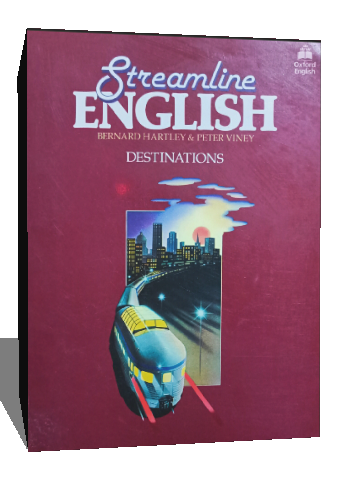 Oxford
English
Streamline
ENGLISH
BERNARD HARTLEY & PETER VINEY
DESTINATIONS